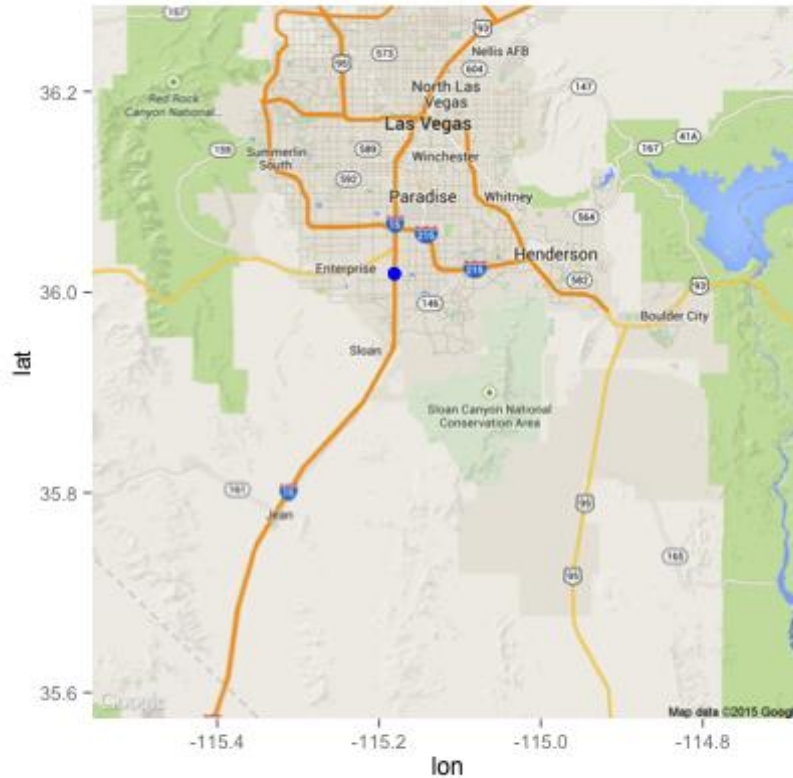 157
95
93
573
Nellis AFB
604
147
36.2
Red Rock
Canyon National...
North Las
Vegas
Las Vegas
41A
167
159
Summerlin
South
589
Winchester
592
Paradise
Whitney
15
215
564
Henderson
Enterprise
215
582
93
36.0
146
Boulder City
lat
Sloan
Sloan Canyon National
Conservation Area
35.8
161
15
Jean
95
165
95
35.6
Google
Map data ©2015 Googl
-115.4
-115.2
-115.0
-114.8
lon